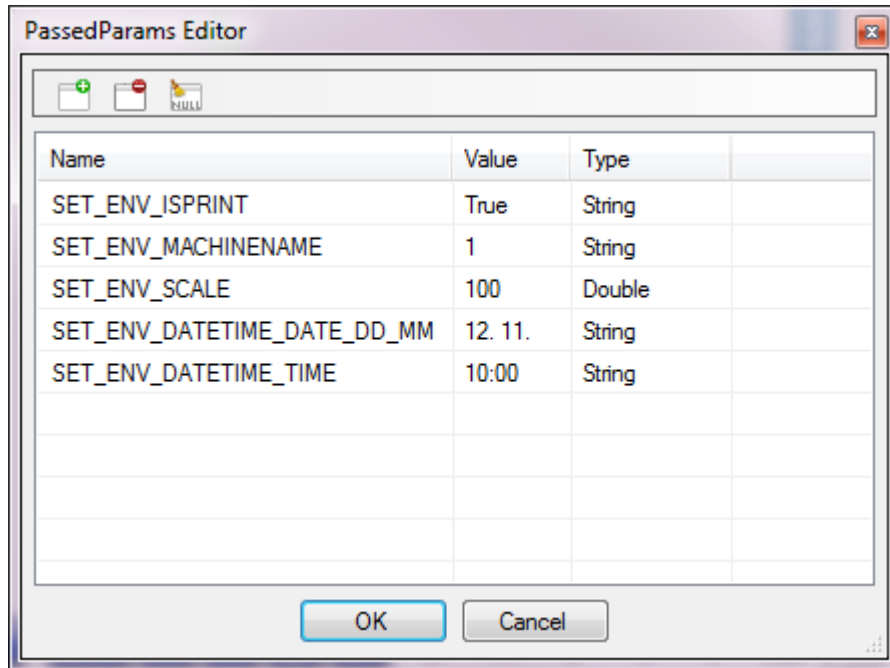 PassedParams Editor
NULL
Name Value Type
SET_ENV_ISPRINT True String
SET_ENV_MACHINENAME 1 String
SET_ENV_SCALE 100 Double
SET_ENV_DATETIME_DATE_DD_MM 12. 11. String
SET_ENV_DATETIME_TIME 10:00 String
OK Cancel